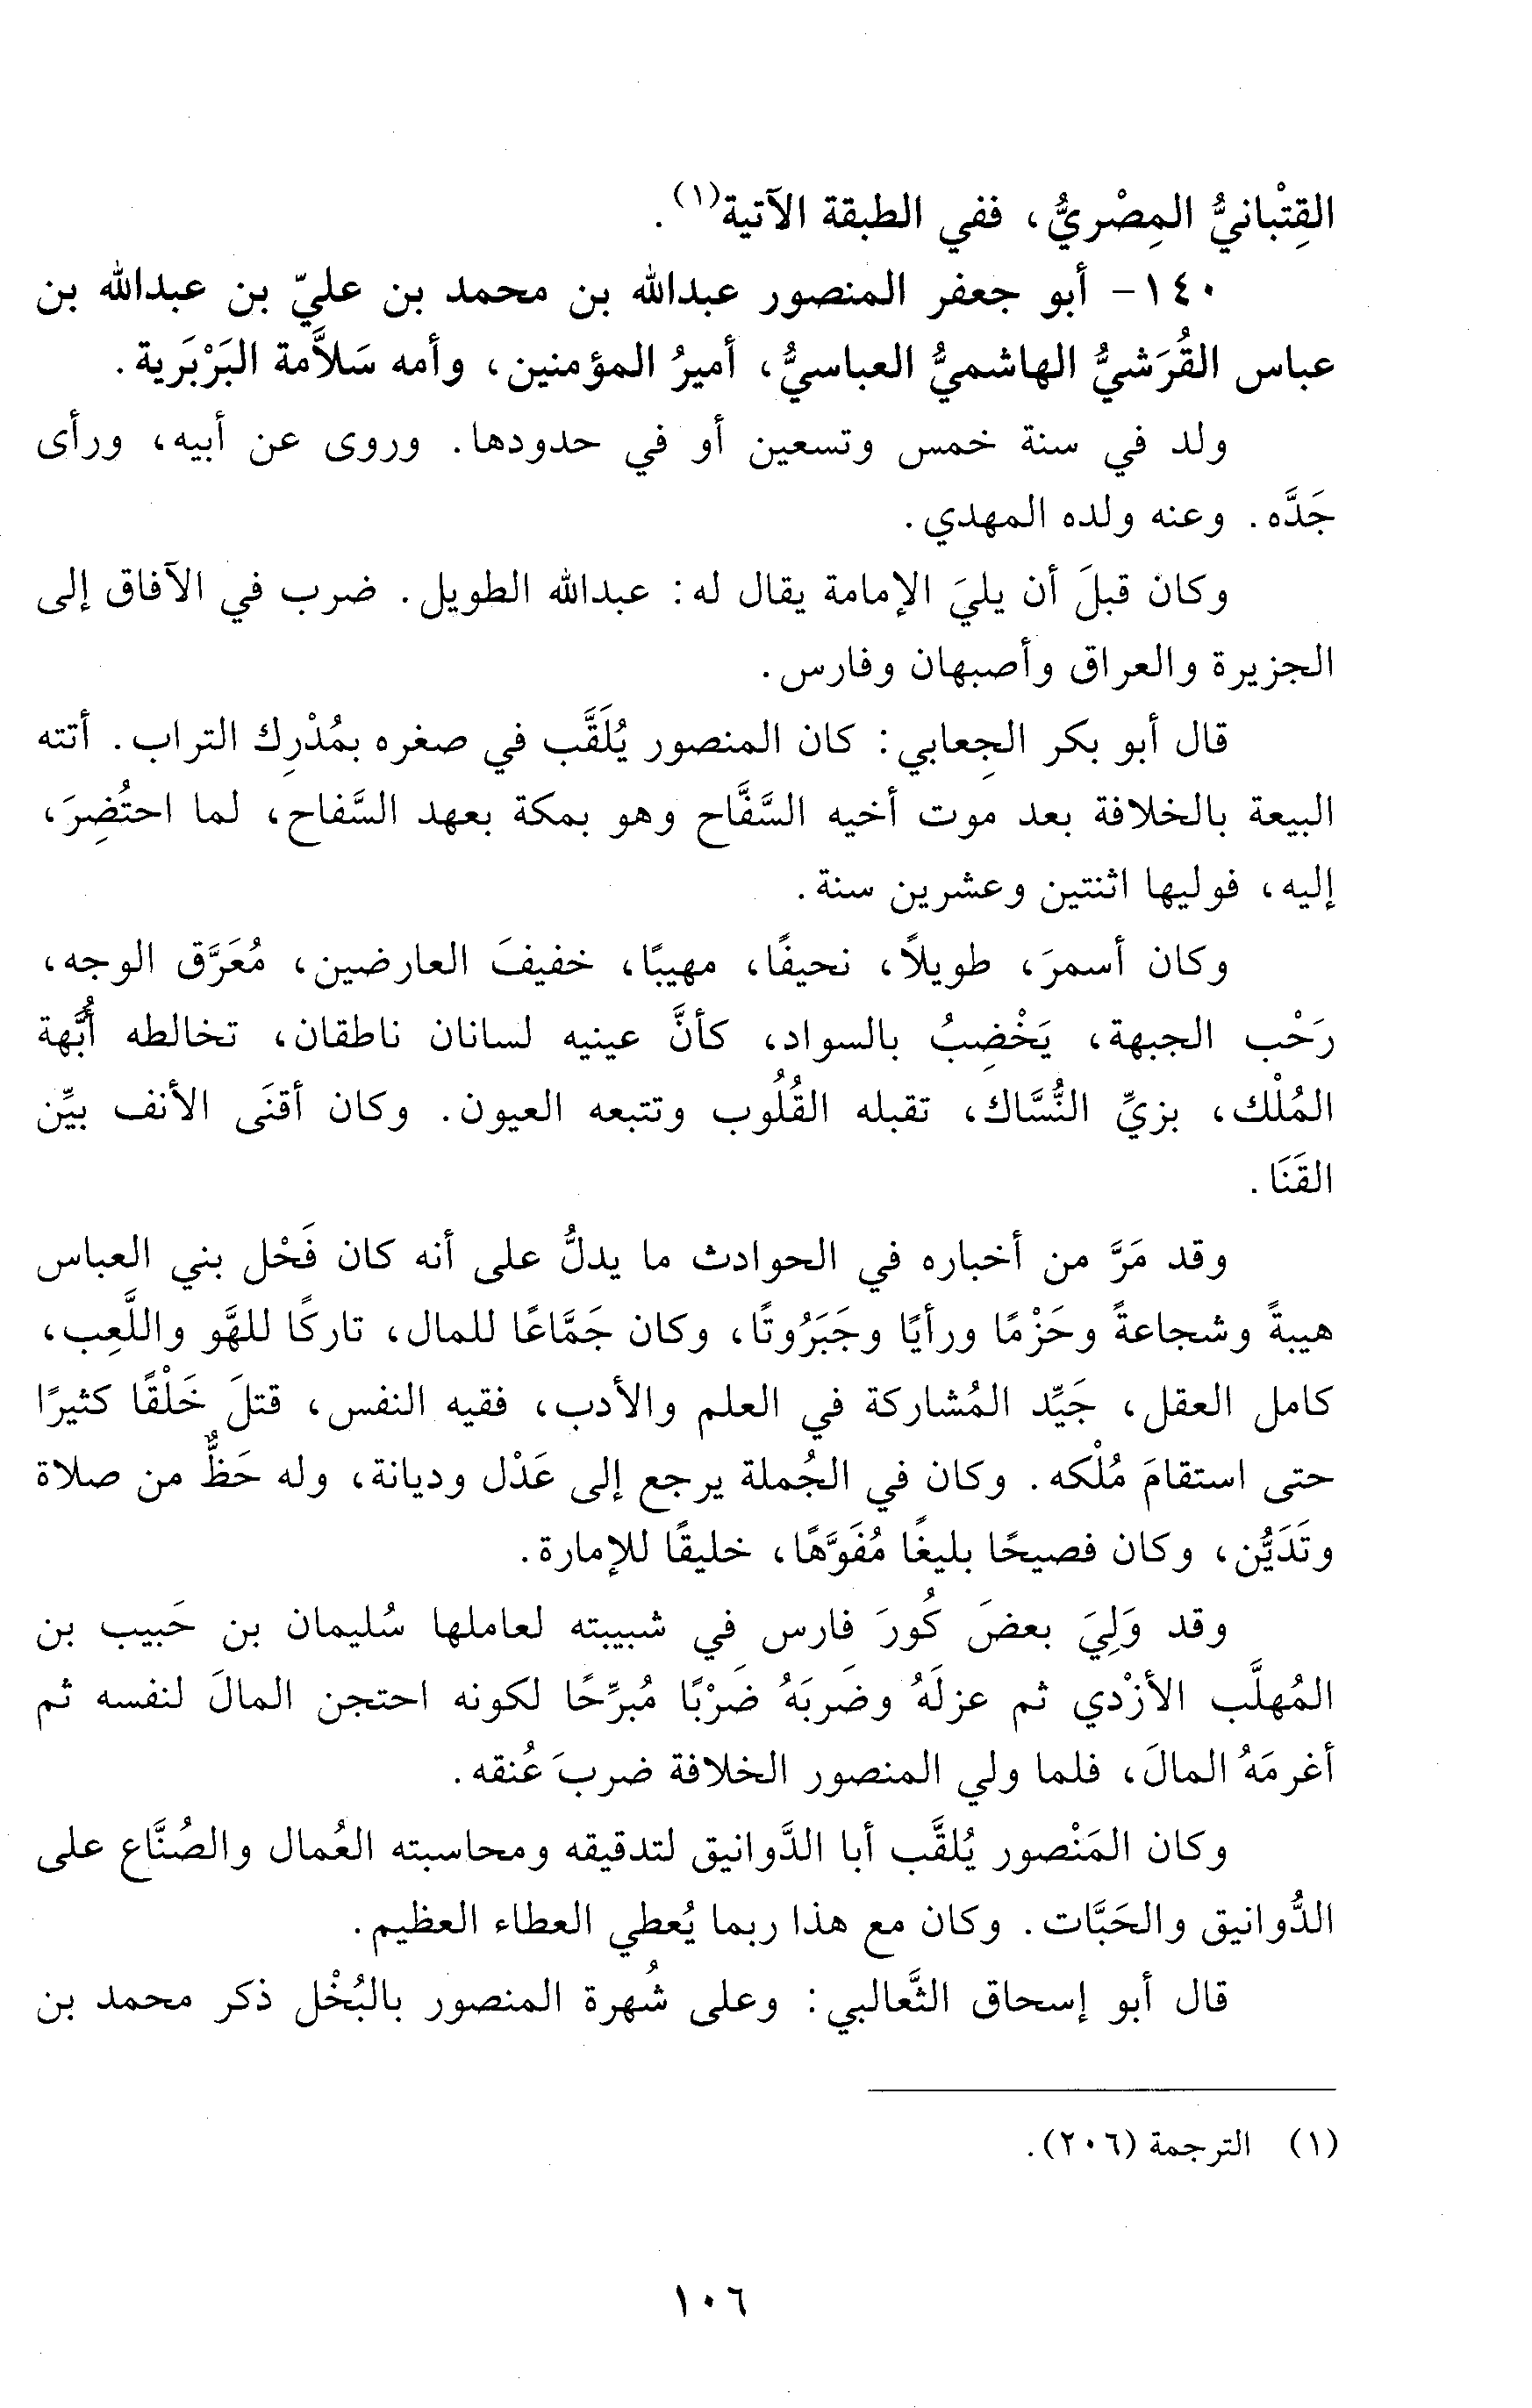 القِتْبانيُّ المِصْريُّ، ففي الطبقة الآتية(١).
١٤٠- أبو جعفر المنصور عبدالله بن محمد بن عليّ بن عبدالله بن
عباس القُرَشيُّ الهاشميُّ العباسيُّ، أميرُ المؤمنين، وأمه سَلاَّمة البَرْبَرية.
ولد في سنة خمس وتسعين أو في حدودها. وروى عن أبيه، ورأى
جَدَّه. وعنه ولده المهدي.
وكان قبلَ أن يليَ الإمامة يقال له: عبدالله الطويل. ضرب في الآفاق إلى
الجزيرة والعراق وأصبهان وفارس.
قال أبو بكر الجِعابي: كان المنصور يُلَقَّب في صغره بمُدْرِك التراب. أتته
البيعة بالخلافة بعد موت أخيه السَّفَّاح وهو بمكة بعهد السَّفاح، لما احتُضِرَ،
إليه، فوليها اثنتين وعشرين سنة.
وكان أسمرَ، طويلاً، نحيفًا، مهيبًا، خفيفَ العارضين، مُعَرَّق الوجه،
رَحْب الجبهة، يَخْضِبُ بالسواد، كأنَّ عينيه لسانان ناطقان، تخالطه أُبَّهة
المُلْك، بزيِّ النُّسَّاك، تقبله القُلُوب وتتبعه العيون. وكان أقنَى الأنف بيِّن
القَنَا.
وقد مَرَّ من أخباره في الحوادث ما يدلُّ على أنه كان فَحْل بني العباس
هيبةً وشجاعةً وحَزْمًا ورأيًا وجَبَرُوتًا، وكان جَمَّاعًا للمال، تاركًا للهَّو واللَّعِب،
كامل العقل، جَيِّد المُشاركة في العلم والأدب، فقيه النفس، قتلَ خَلْقًا كثيرًا
حتى استقامَ مُلْكه. وكان في الجُملة يرجع إلى عَدْل وديانة، وله حَظٌّ من صلاة
وتَدَيُّن، وكان فصيحًا بليغًا مُفَوَّهًا، خليقًا للإمارة.
وقد وَلِيَ بعضَ كُورَ فارس في شبيبته لعاملها سُليمان بن حَبيب بن
المُهلَّب الأزْدي ثم عزلَهُ وضَربَهُ ضَرْبًا مُبرِّحًا لكونه احتجن المالَ لنفسه ثم
أغرمَهُ المالَ، فلما ولي المنصور الخلافة ضربَ عُنقه.
وكان المَنْصور يُلقَّب أبا الدَّوانيق لتدقيقه ومحاسبته العُمال والصُنَّاع على
الدُّوانيق والحَبَّات. وكان مع هذا ربما يُعطي العطاء العظيم.
قال أبو إسحاق الثَّعالبي: وعلى شُهرة المنصور بالبُخْل ذكر محمد بن
(١) الترجمة (٢٠٦).
١٠٦